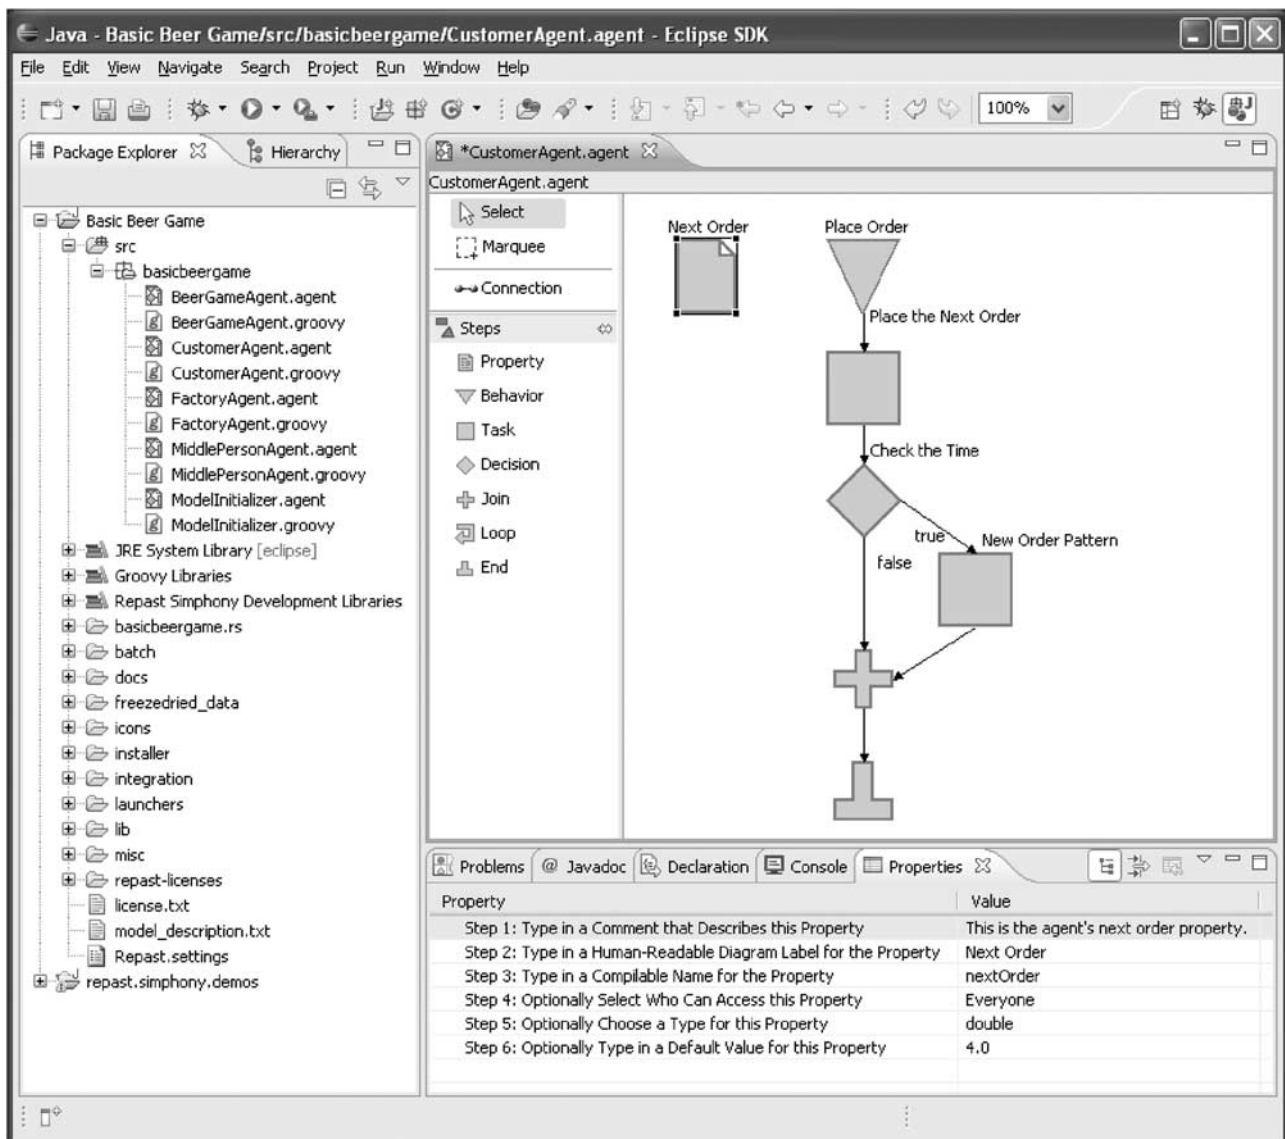 Java - Basic Beer Game/src/basicbeergame/CustomerAgent.agent - Eclipse SDK
File Edit View Navigate Search Project Run Window Help
100%
Package Explorer
Hierarchy
Basic Beer Game
src
basicbeergame
BeerGameAgent.agent
BeerGameAgent.groovy
CustomerAgent.agent
CustomerAgent.groovy
FactoryAgent.agent
FactoryAgent.groovy
MiddlePersonAgent.agent
MiddlePersonAgent.groovy
ModelInitializer.agent
ModelInitializer.groovy
JRE System Library [eclipse]
Groovy Libraries
Repast Simphony Development Libraries
basicbeergame.rs
batch
docs
freezedried_data
icons
installer
integration
launchers
lib
misc
repast-licenses
license.txt
model_description.txt
Repast.settings
repast.simphony.demos
*CustomerAgent.agent
CustomerAgent.agent
Select
Marquee
Connection
Steps
Property
Behavior
Task
Decision
Join
Loop
End
Next Order
Place Order
Place the Next Order
Check the Time
true
false
New Order Pattern
Problems @ Javadoc Declaration Console Properties
Property Value
Step 1: Type in a Comment that Describes this Property This is the agent's next order property.
Step 2: Type in a Human-Readable Diagram Label for the Property Next Order
Step 3: Type in a Compilable Name for the Property nextOrder
Step 4: Optionally Select Who Can Access this Property Everyone
Step 5: Optionally Choose a Type for this Property double
Step 6: Optionally Type in a Default Value for this Property 4.0